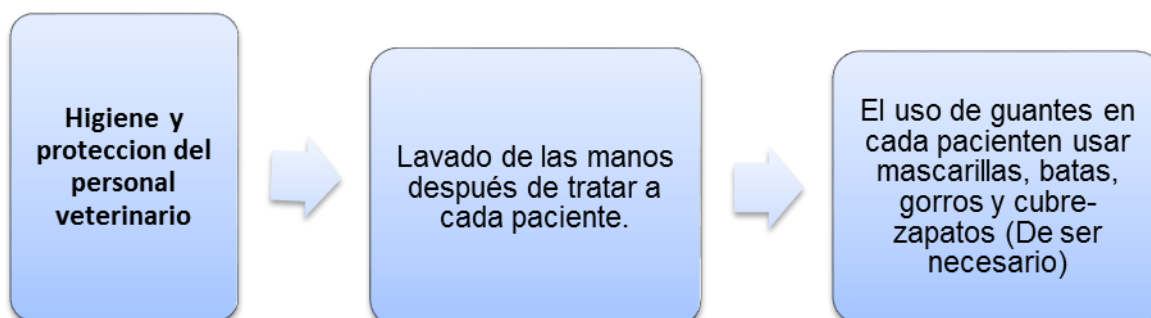 Higiene y
proteccion del
personal
veterinario
Lavado de las manos
después de tratar a
cada paciente.
El uso de guantes en
cada pacienten usar
mascarillas, batas,
gorros y cubre-
zapatos (De ser
necesario)